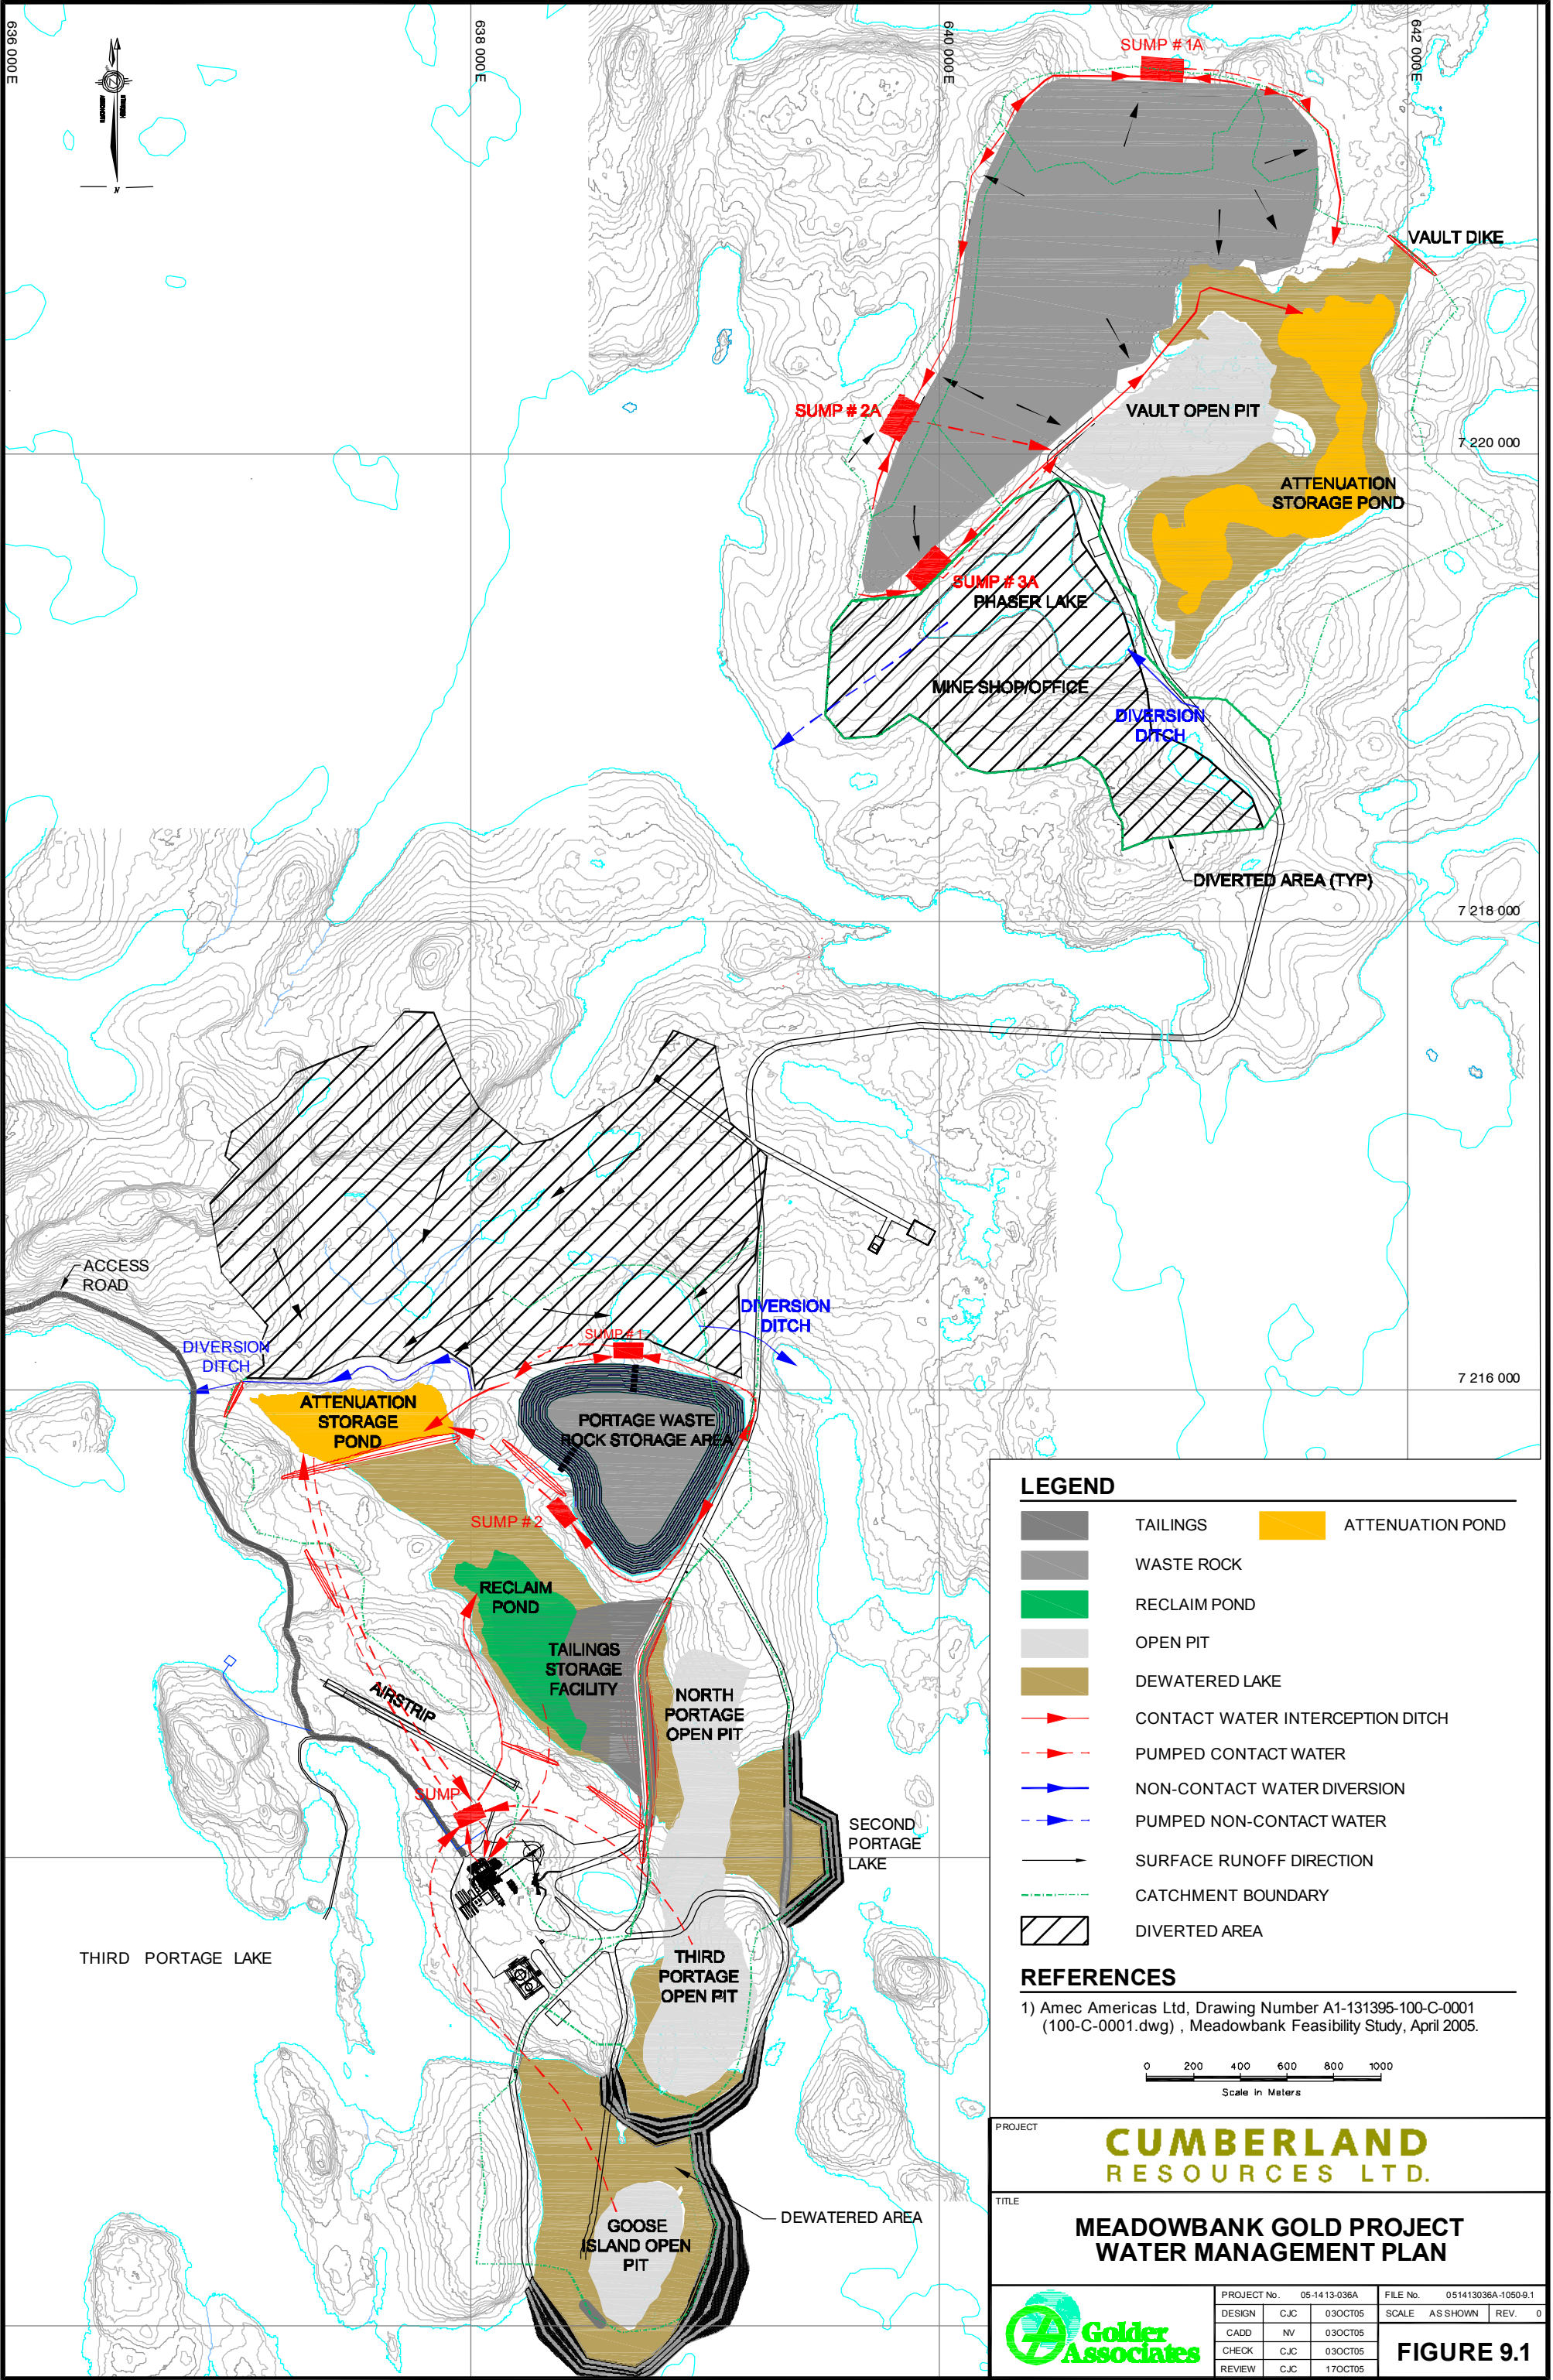 636 000 E
638 000 E
640 000 E
642 000 E
N
SUMP # 1A
VAULT DIKE
SUMP # 2A
VAULT OPEN PIT
7 220 000
ATTENUATION
STORAGE POND
SUMP # 3A
PHASER LAKE
MINE SHOP/OFFICE
DIVERSION
DITCH
DIVERTED AREA (TYP)
7 218 000
ACCESS
ROAD
DIVERSION
DITCH
DIVERSION
DITCH
SUMP # 1
7 216 000
ATTENUATION
STORAGE
POND
PORTAGE WASTE
ROCK STORAGE AREA
SUMP # 2
RECLAIM
POND
TAILINGS
STORAGE
FACILITY
AIRSTRIP
NORTH
PORTAGE
OPEN PIT
SUMP
SECOND
PORTAGE
LAKE
THIRD PORTAGE LAKE
THIRD
PORTAGE
OPEN PIT
DEWATERED AREA
GOOSE
ISLAND OPEN
PIT
LEGEND
TAILINGS
ATTENUATION POND
WASTE ROCK
RECLAIM POND
OPEN PIT
DEWATERED LAKE
CONTACT WATER INTERCEPTION DITCH
PUMPED CONTACT WATER
NON-CONTACT WATER DIVERSION
PUMPED NON-CONTACT WATER
SURFACE RUNOFF DIRECTION
CATCHMENT BOUNDARY
DIVERTED AREA
REFERENCES
1) Amec Americas Ltd, Drawing Number A1-131395-100-C-0001
(100-C-0001.dwg) , Meadowbank Feasibility Study, April 2005.
0 200 400 600 800 1000
Scale in Meters
PROJECT
CUMBERLAND
RESOURCES LTD.
TITLE
MEADOWBANK GOLD PROJECT
WATER MANAGEMENT PLAN
Golder
Associates
PROJECT No. 05-1413-036A FILE No. 051413036A-1050-9.1
DESIGN CJC 03OCT05 SCALE AS SHOWN REV. 0
CADD NV 03OCT05
CHECK CJC 03OCT05
REVIEW CJC 17OCT05
FIGURE 9.1